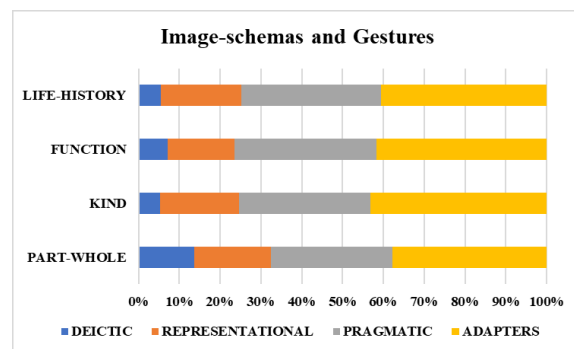 Image-schemas and Gestures
LIFE-HISTORY
FUNCTION
KIND
PART-WHOLE
0% 10% 20% 30% 40% 50% 60% 70% 80% 90% 100%
DEICTIC REPRESENTATIONAL PRAGMATIC ADAPTERS